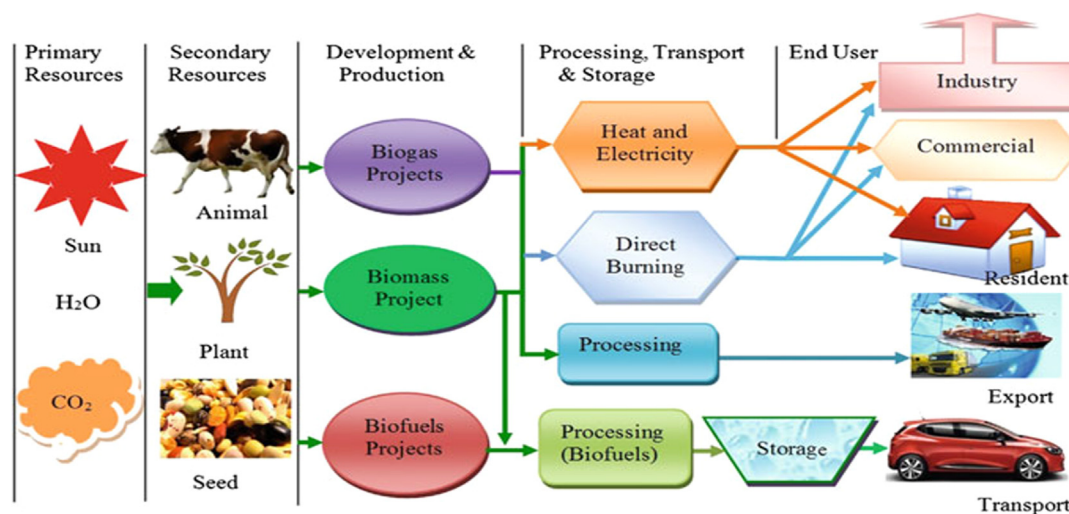 Primary
Resources
Secondary
Resources
Development &
Production
Processing, Transport
& Storage
End User
Sun
H₂O
CO₂
Animal
Plant
Seed
Biogas
Projects
Biomass
Project
Biofuels
Projects
Heat and
Electricity
Direct
Burning
Processing
Processing
(Biofuels)
Storage
Industry
Commercial
Resident
Export
Transport